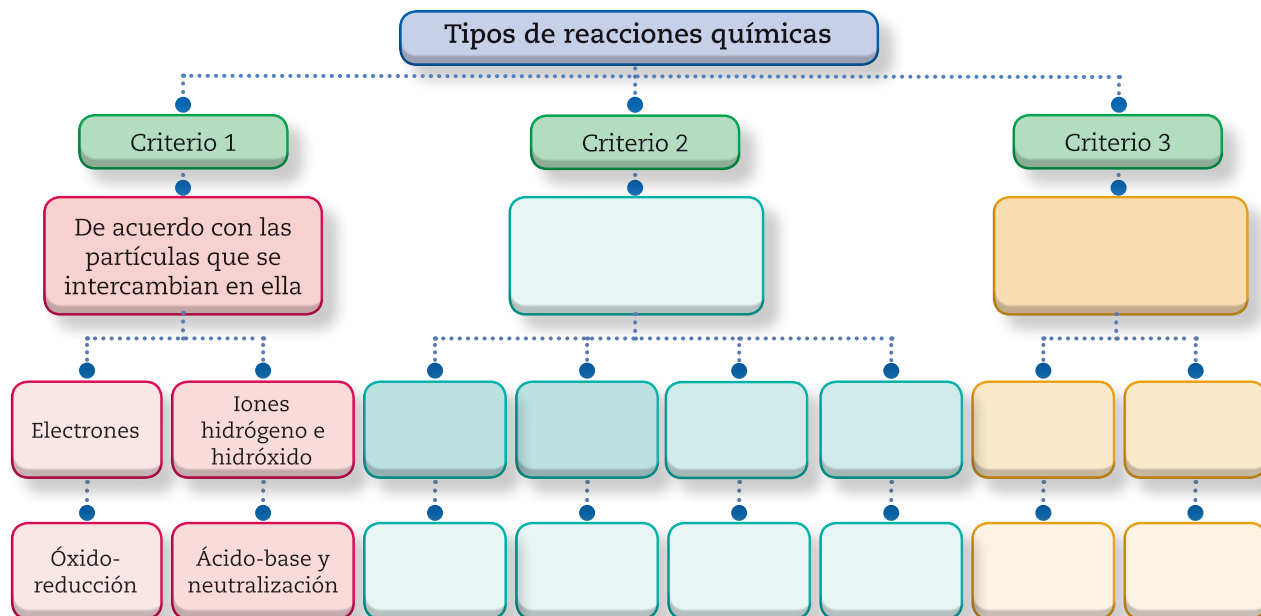 Tipos de reacciones químicas
Criterio 1
Criterio 2
Criterio 3
De acuerdo con las
partículas que se
intercambian en ella
Electrones
Iones
hidrógeno e
hidróxido
Óxido-
reducción
Ácido-base y
neutralización